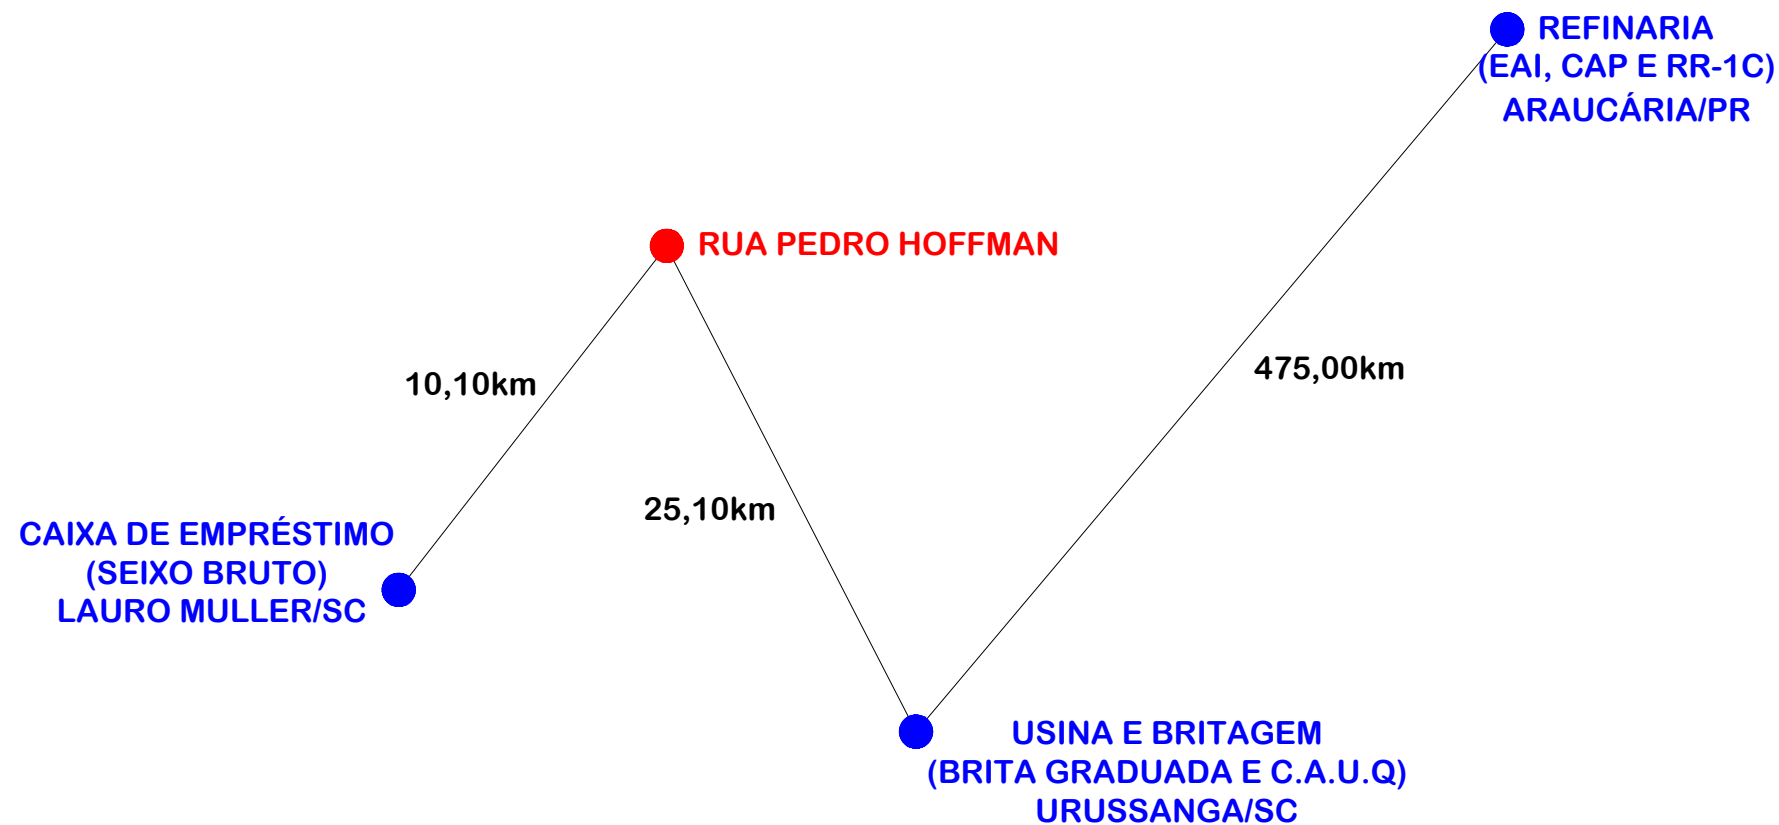 REFINARIA
(EAI, CAP E RR-1C)
ARAUCÁRIA/PR
RUA PEDRO HOFFMAN
475,00km
10,10km
25,10km
CAIXA DE EMPRÉSTIMO
(SEIXO BRUTO)
LAURO MULLER/SC
USINA E BRITAGEM
(BRITA GRADUADA E C.A.U.Q)
URUSSANGA/SC